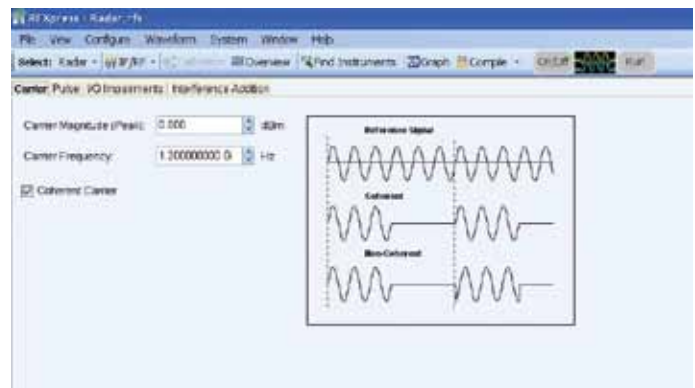 RFXpress - Radar.rfs
File View Configure Waveform System Window Help
Select: Radar IF/RF Overview Find Instruments Graph Compile On/Off Run
Carrier Pulse I/Q Impairments Interference Addition
Carrier Magnitude (Peak): 0.000 dBm
Reference Signal
Carrier Frequency: 1.300000000 G Hz
Coherent Carrier
Coherent
Non-Coherent